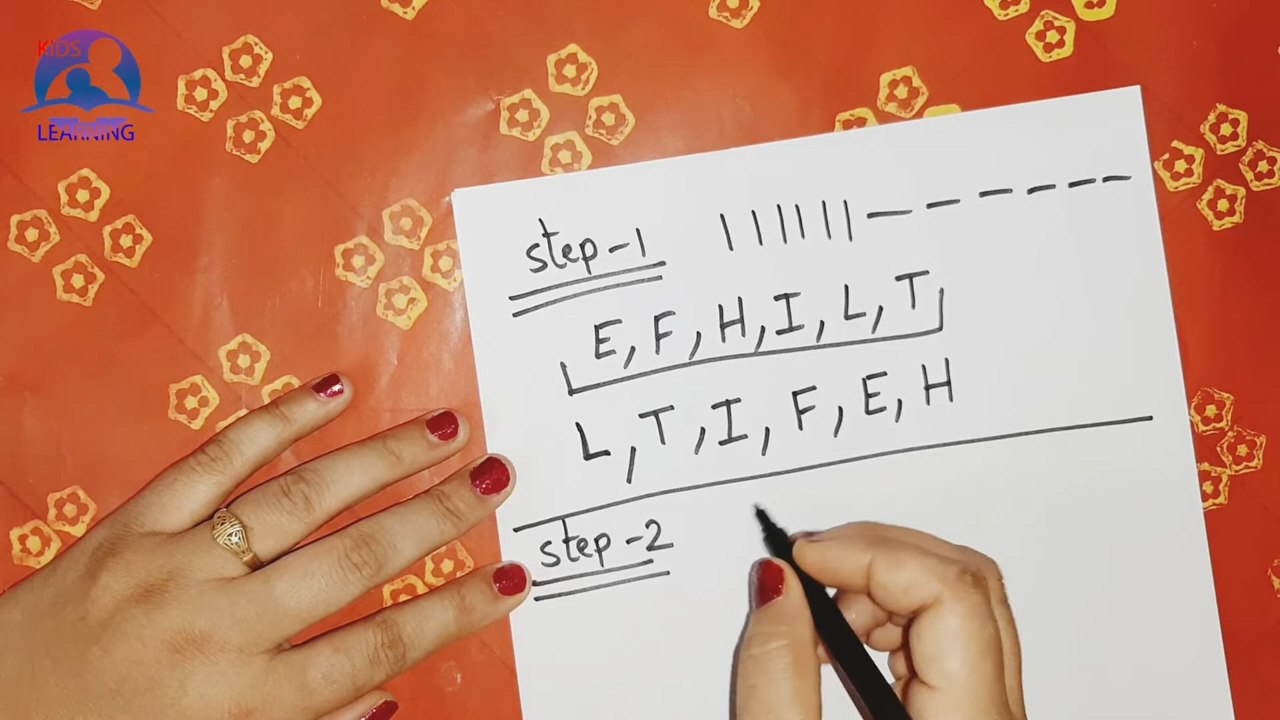 KIDS
LEARNING
step-1
E, F, H, I, L, T
L, T, I, F, E, H
step-2